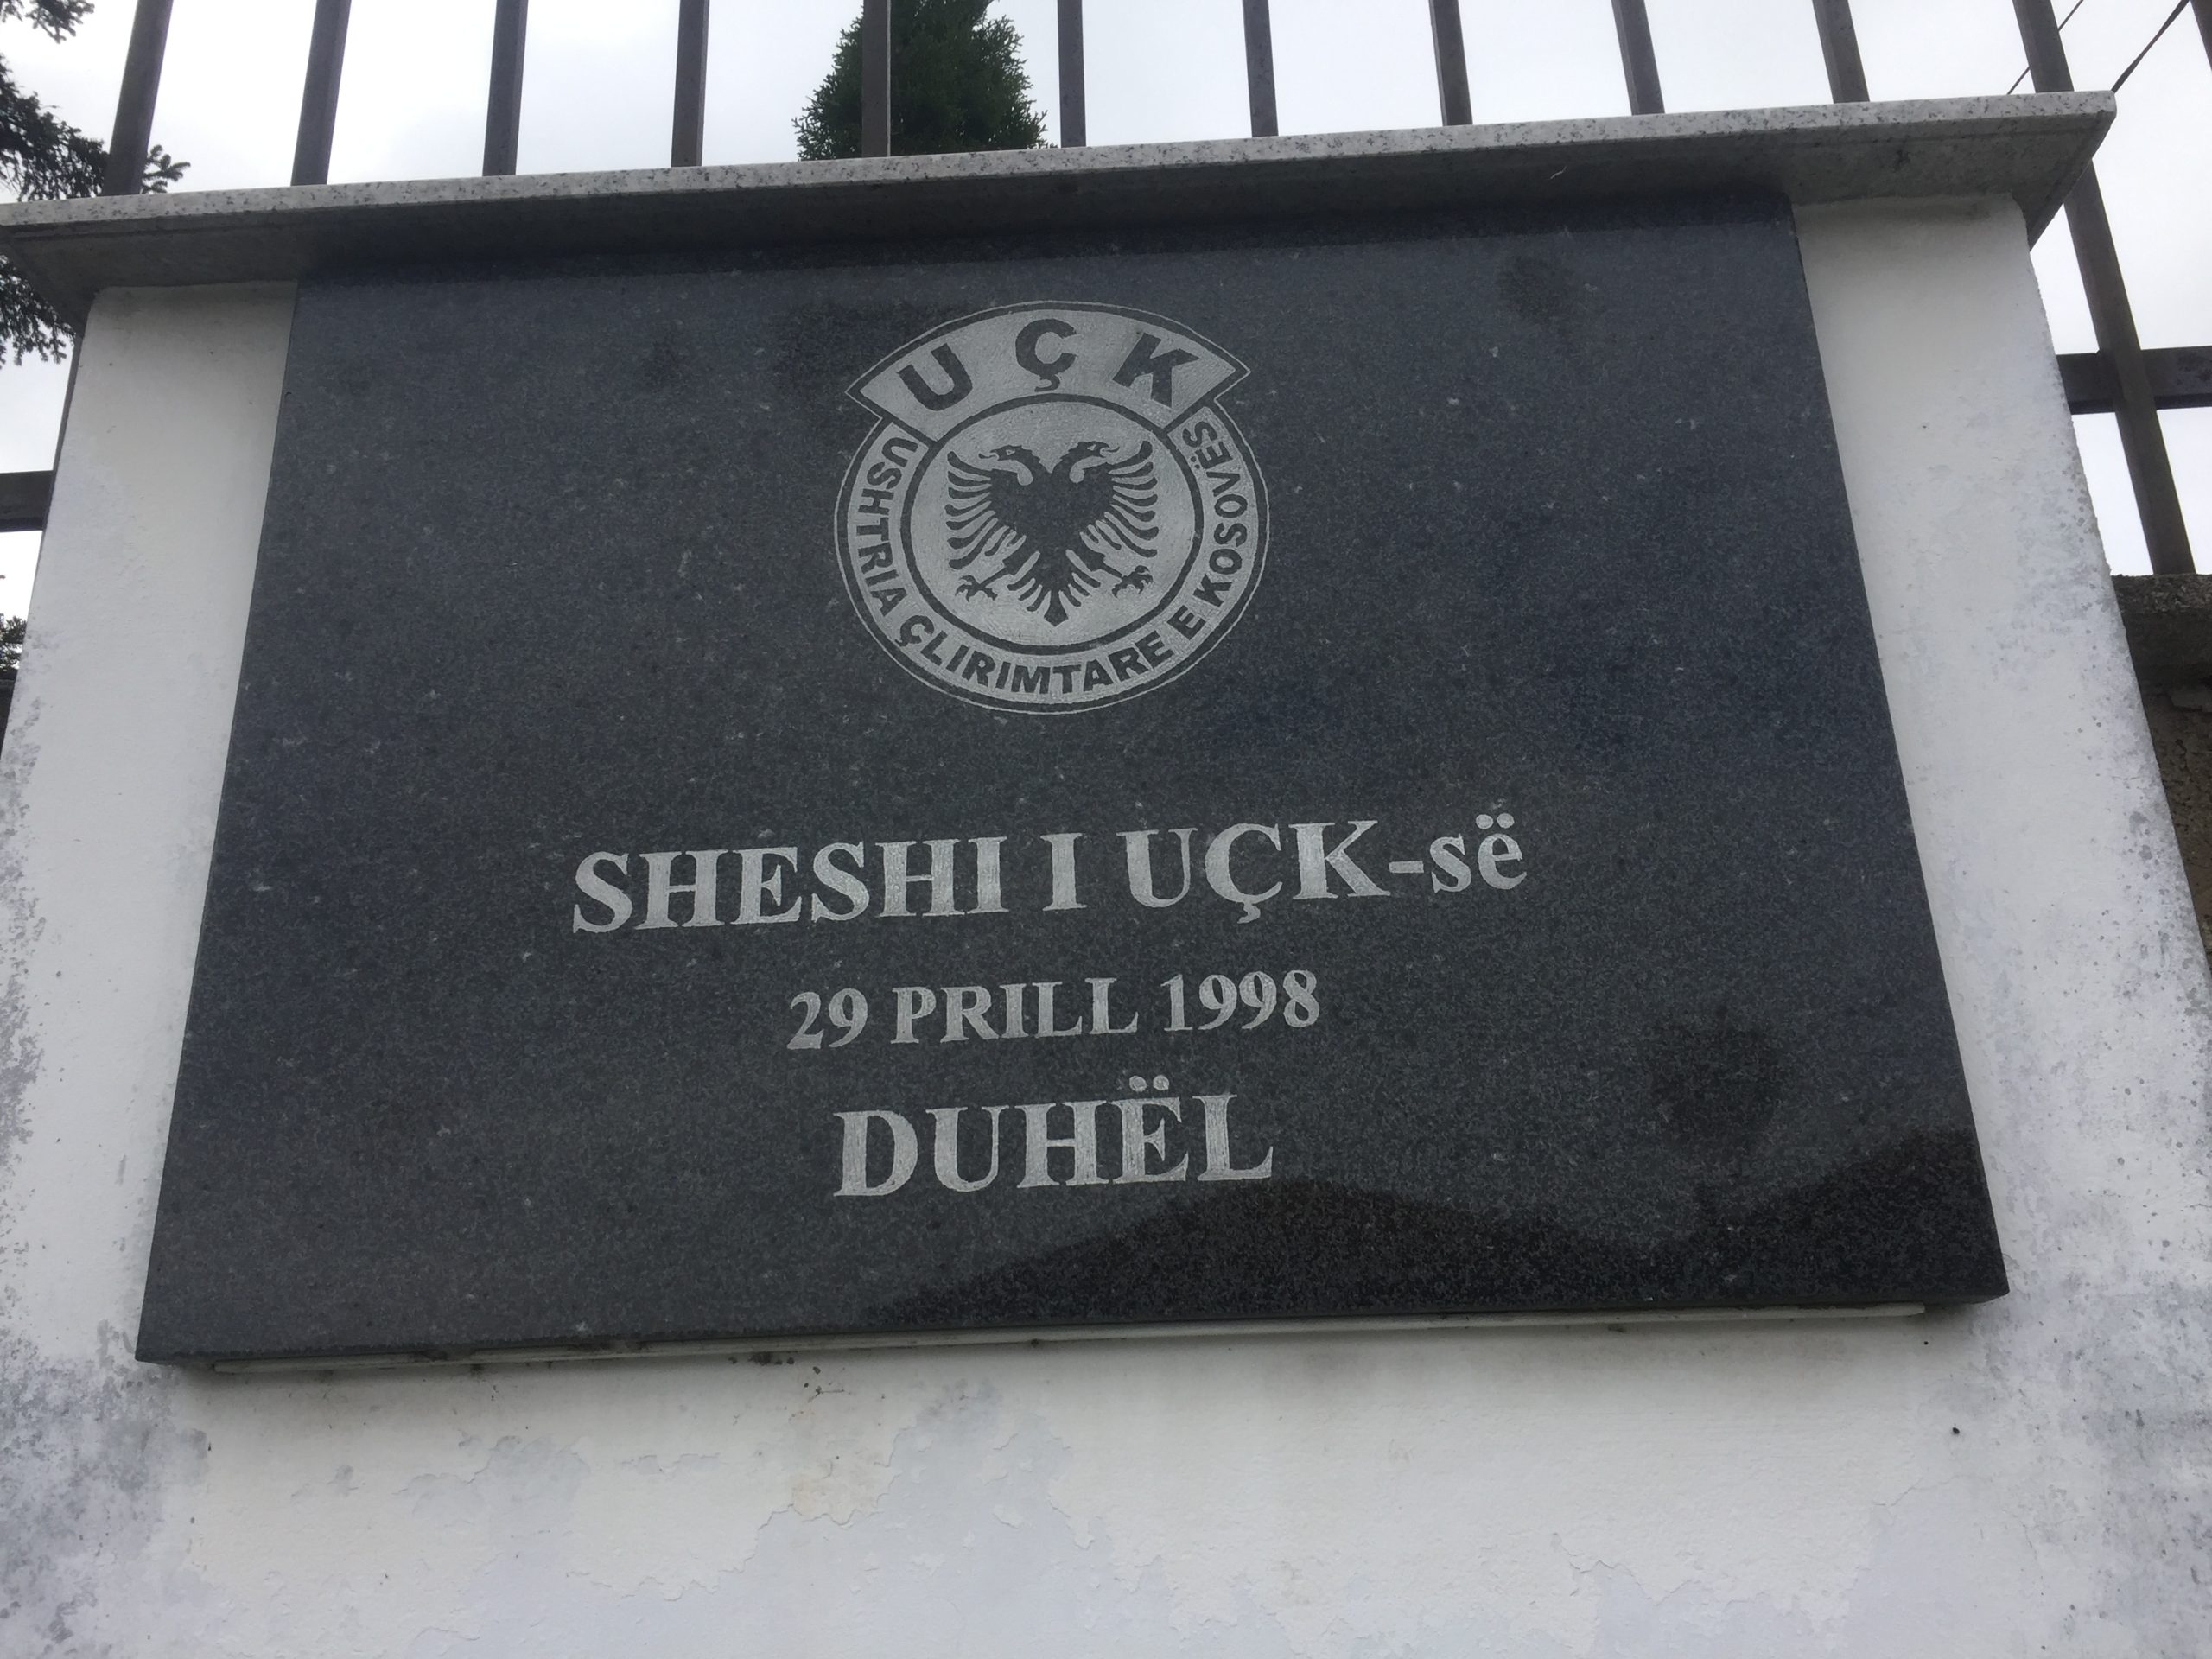 UÇK
USHTRIA ÇLIRIMTARE E KOSOVËS
SHESHI I UÇK-së
29 PRILL 1998
DUHËL